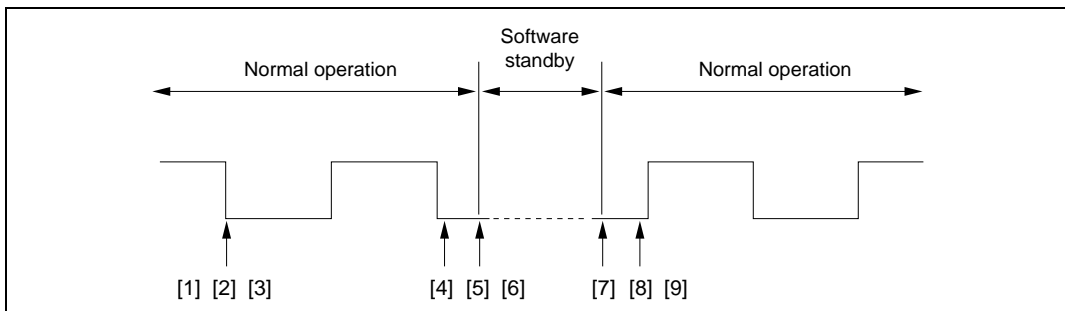 Software
standby
Normal operation
Normal operation
[1] [2] [3]
[4] [5] [6]
[7] [8] [9]